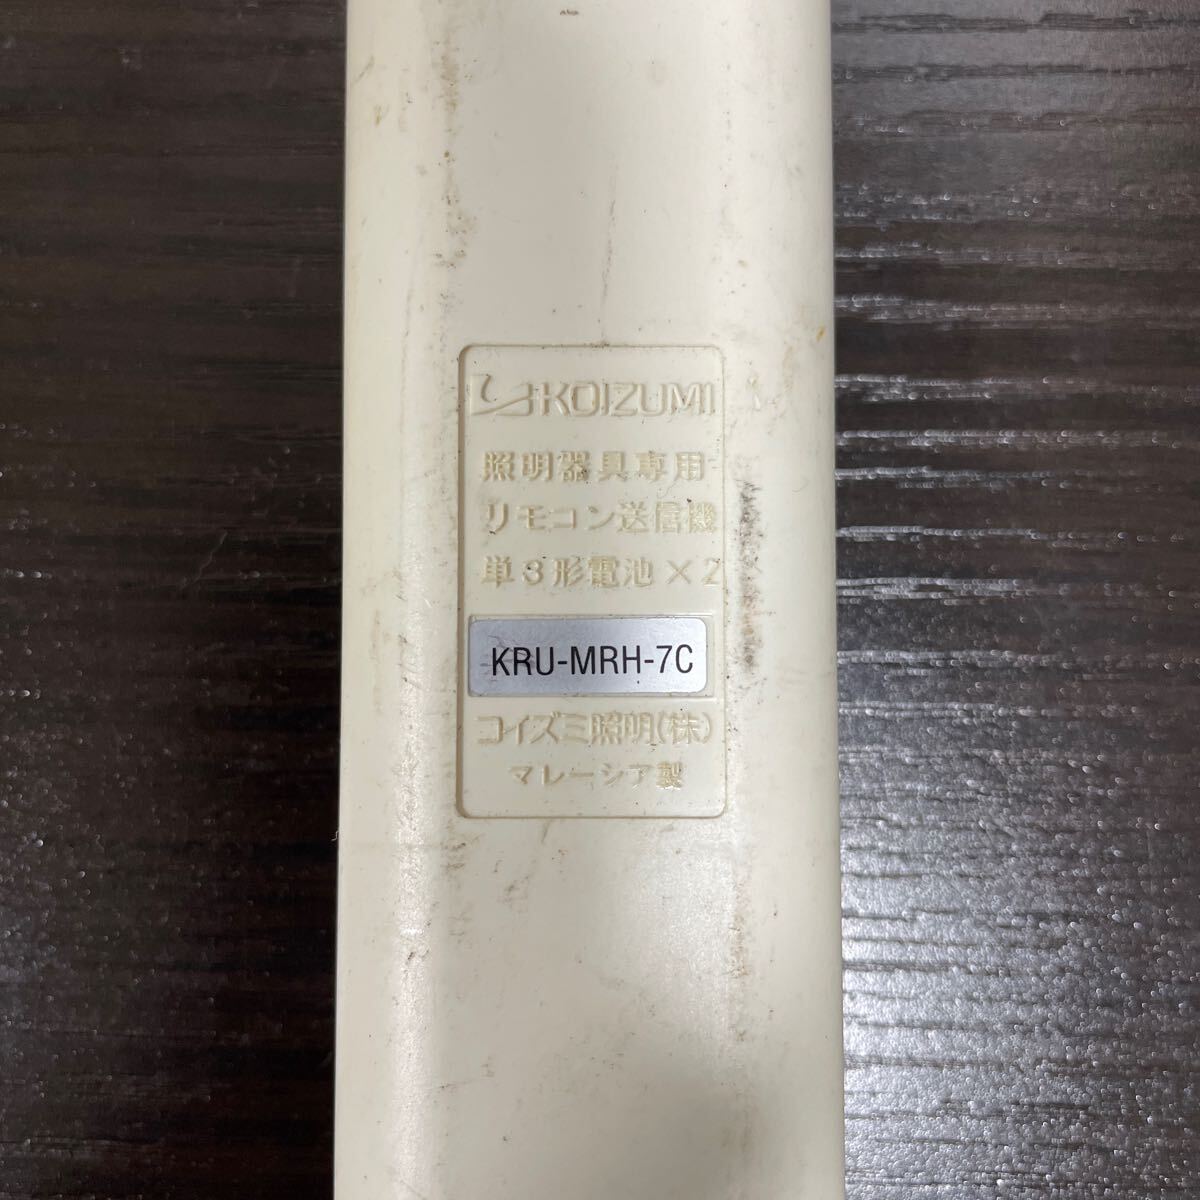 KOIZUMI
照明器具専用
リモコン送信機
単3形電池×2
KRU-MRH-7C
コイズミ照明(株)
マレーシア製